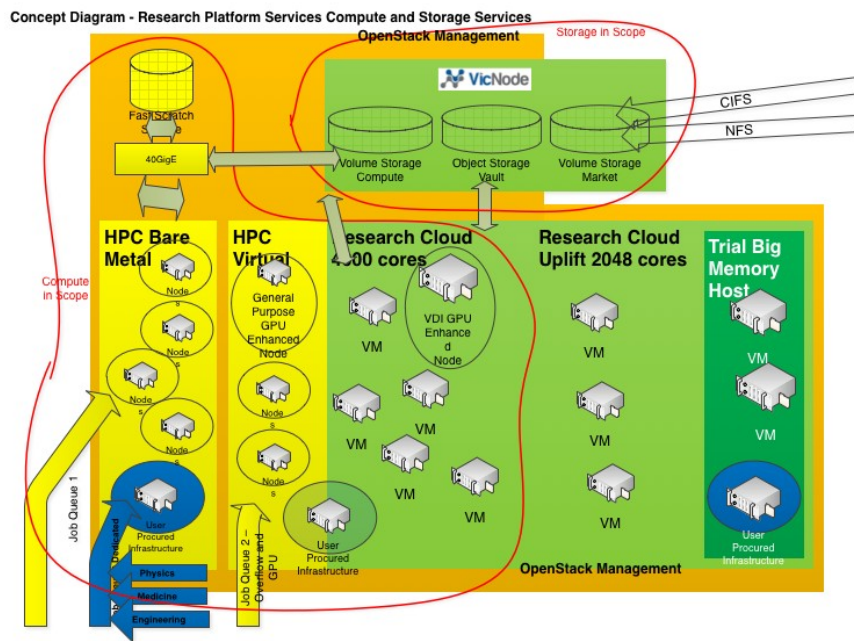 Concept Diagram - Research Platform Services Compute and Storage Services
OpenStack Management
Storage in Scope
VicNode
CIFS
NFS
Fast Scratch
40GigE
Volume Storage
Compute
Object Storage
Vault
Volume Storage
Market
Compute
in Scope
HPC Bare
Metal
Node
s
Node
s
Node
s
Node
s
User
Procured
Infrastructure
HPC
Virtual
General
Purpose
GPU
Enhanced
Node
Node
s
Node
s
User
Procured
Infrastructure
Research Cloud
4000 cores
VDI GPU
Enhance
d
Node
VM
VM
VM
VM
VM
Research Cloud
Uplift 2048 cores
VM
VM
VM
Trial Big
Memory
Host
VM
VM
User
Procured
Infrastructure
Job Queue 1
Dedicated
Physics
Medicine
Engineering
Job Queue 2 –
Overflow and
GPU
OpenStack Management